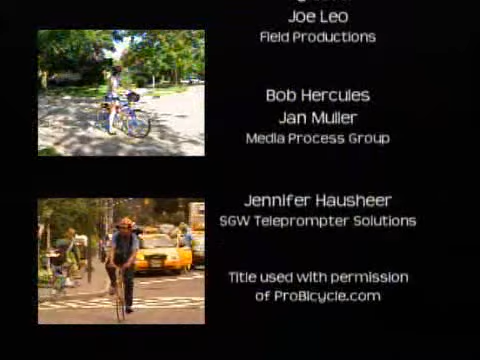 Joe Leo
Field Productions
Bob Hercules
Jan Muller
Media Process Group
Jennifer Hausheer
SGW Teleprompter Solutions
Title used with permission
of ProBicycle.com